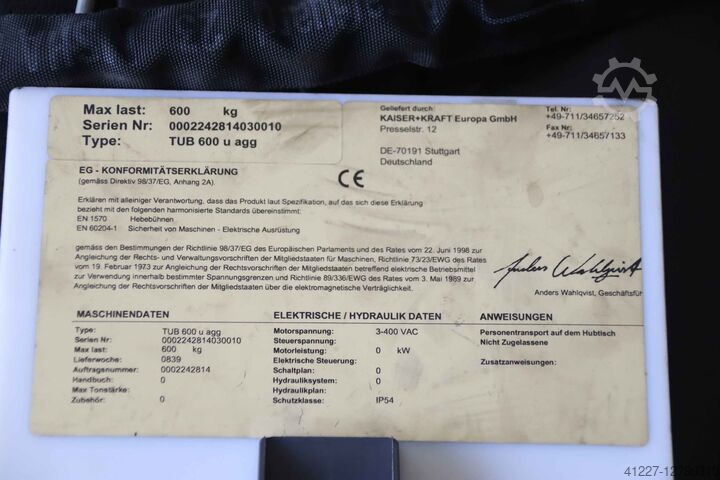 Max last: 600 kg
Serien Nr: 0002242814030010
Type: TUB 600 u agg
Geliefert durch:
KAISER+KRAFT Europa GmbH
Presselstr. 12
DE-70191 Stuttgart
Deutschland
Tel. Nr:
+49-711/34657252
Fax Nr:
+49-711/34657133
EG - KONFORMITÄTSERKLÄRUNG
(gemäss Direktiv 98/37/EG, Anhang 2A).
CE
Erklären mit alleiniger Verantwortung, dass das Produkt laut Spezifikation, auf das sich diese Erklärung
bezieht mit den folgenden harmonisierte Standards übereinstimmt:
EN 1570 Hebebühnen
EN 60204-1 Sicherheit von Maschinen - Elektrische Ausrüstung
gemäss den Bestimmungen der Richtlinie 98/37/EG des Europäischen Parlaments und des Rates vom 22. Juni 1998 zur
Angleichung der Rechts- und Verwaltungsvorschriften der Mitgliedstaaten für Maschinen, Richtlinie 73/23/EWG des Rates
vom 19. Februar 1973 zur Angleichung der Rechtsvorschriften der Mitgliedstaaten betreffend elektrische Betriebsmittel
zur Verwendung innerhalb bestimmter Spannungsgrenzen und Richtlinie 89/336/EWG des Rates vom 3. Mai 1989 zur
Angleichung der Rechtsvorschriften der Mitgliedstaaten über die elektromagnetische Verträglichkeit.
Anders Wahlqvist
Anders Wahlqvist, Geschäftsfüh
MASCHINENDATEN
Type: TUB 600 u agg
Serien Nr: 0002242814030010
Max last: 600 kg
Lieferwoche: 0839
Auftragsnummer: 0002242814
Handbuch: 0
Max Tonstärke:
Zubehör: 0
ELEKTRISCHE / HYDRAULIK DATEN
Motorspannung: 3-400 VAC
Steuerspannung:
Motorleistung: 0 kW
Elektrische Steuerung:
Schaltplan: 0
Hydrauliksystem: 0
Hydraulikplan:
Schutzklasse: IP54
ANWEISUNGEN
Personentransport auf dem Hubtisch
Nicht Zugelassene
Zusatzanweisungen: